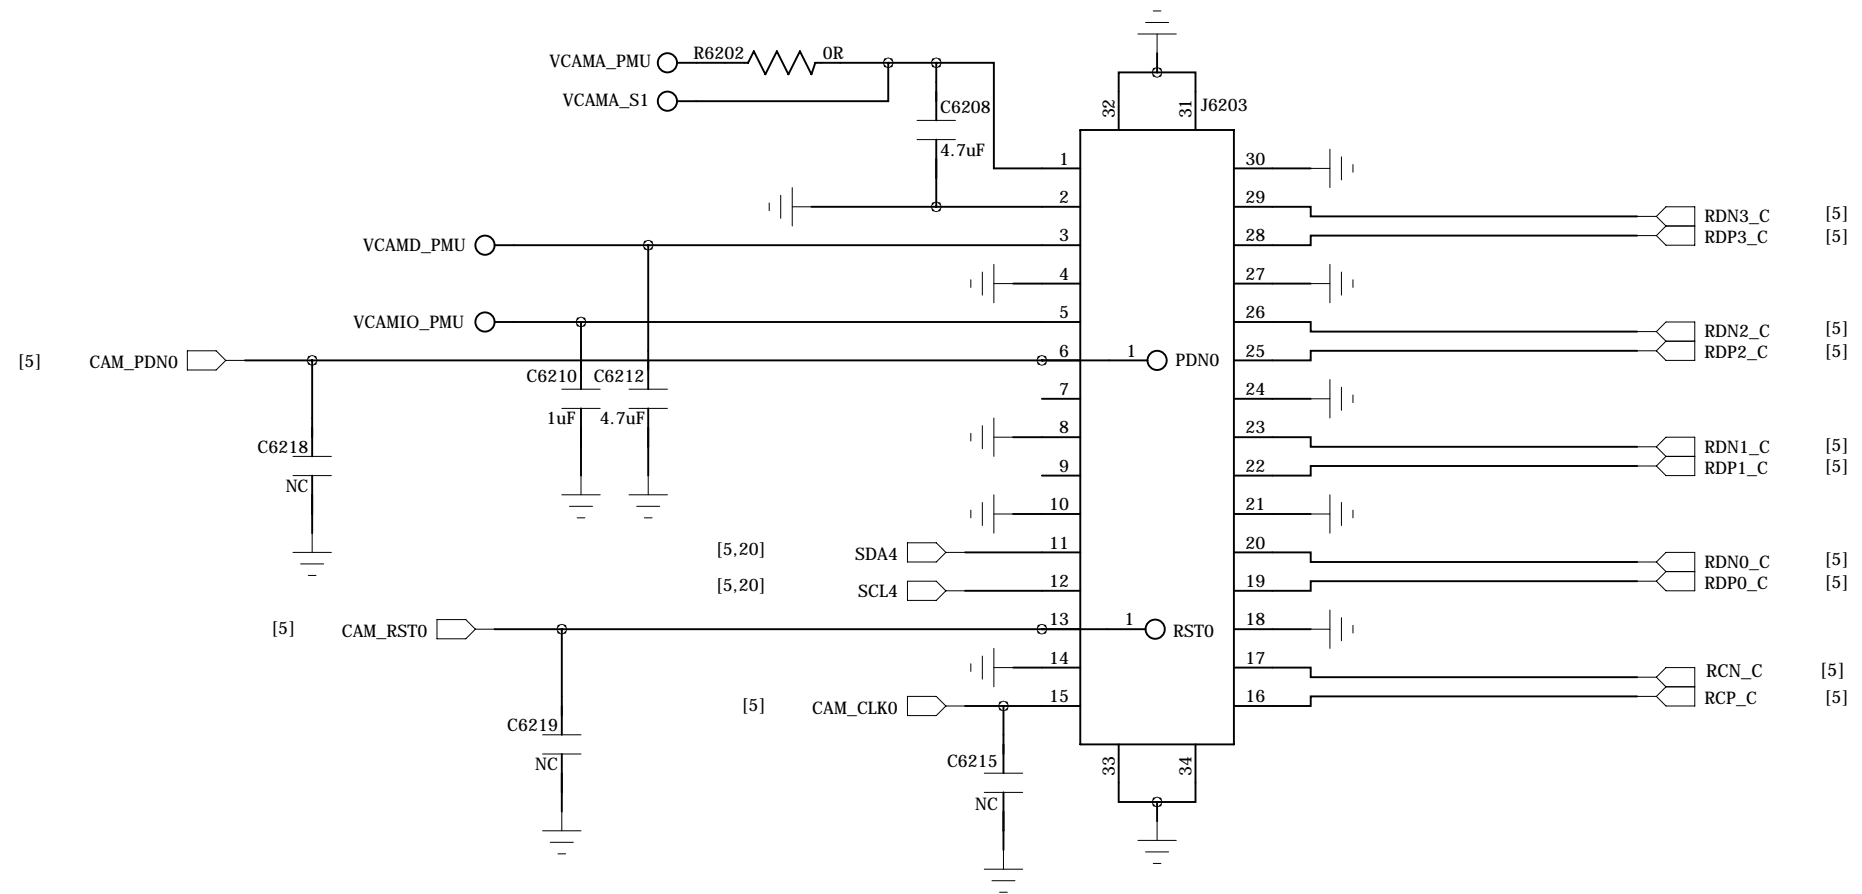 VCAMA_PMU R6202 0R
VCAMA_S1
C6208
4.7uF
32 31 J6203
1 30
2 29 RDN3_C [5]
VCAMD_PMU 3 28 RDP3_C [5]
4 27
VCAMIO_PMU 5 26 RDN2_C [5]
[5] CAM_PDN0 6 1 PDN0 25 RDP2_C [5]
C6210 C6212
1uF 4.7uF
7 24
C6218
NC
8 23 RDN1_C [5]
9 22 RDP1_C [5]
10 21
[5,20] SDA4 11 20 RDN0_C [5]
[5,20] SCL4 12 19 RDP0_C [5]
[5] CAM_RST0 13 1 RST0 18
14 17 RCN_C [5]
[5] CAM_CLK0 15 16 RCP_C [5]
C6219
NC
C6215
NC
33 34